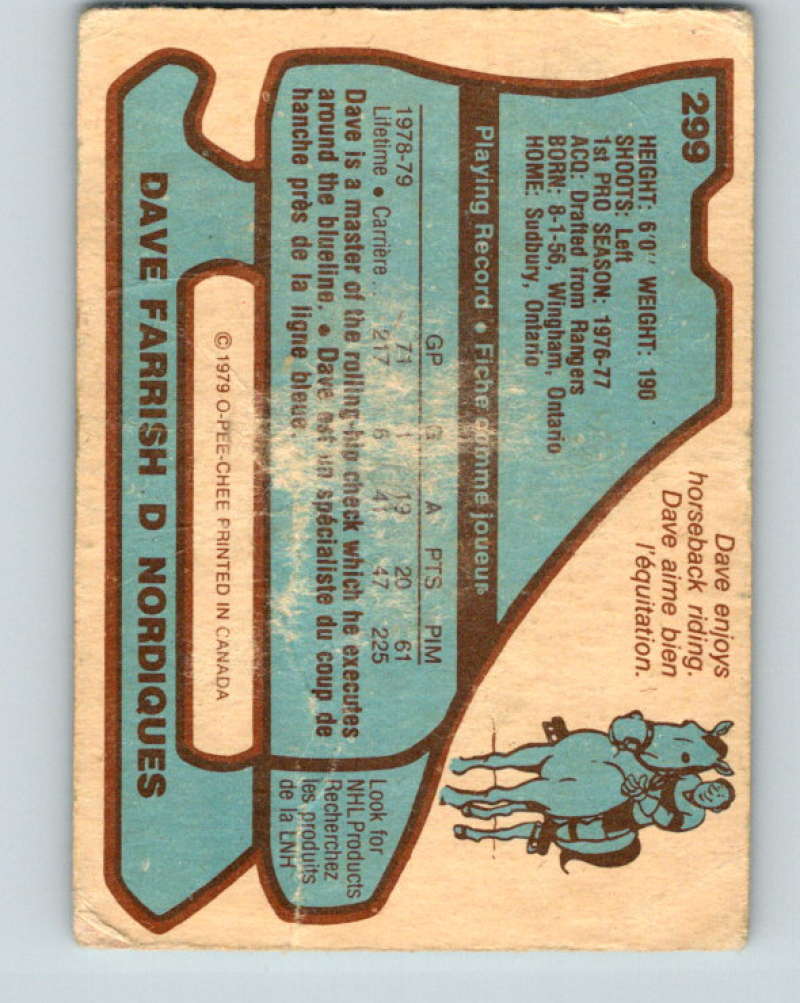 299
HEIGHT: 6'0" WEIGHT: 190
SHOOTS: Left
1st PRO SEASON: 1976-77
ACQ: Drafted from Rangers
BORN: 8-1-56, Wingham, Ontario
HOME: Sudbury, Ontario
Dave enjoys
horseback riding.
Dave aime bien
l'équitation.
Playing Record • Fiche comme joueur
GP G A PTS PIM
1978-79 71 1 19 20 61
Lifetime • Carrière . . 217 6 41 47 225
Dave is a master of the rolling-hip check which he executes
around the blueline. • Dave est un spécialiste du coup de
hanche près de la ligne bleue.
Look for
NHL Products
Recherchez
les produits
de la LNH
© 1979 O-PEE-CHEE PRINTED IN CANADA
DAVE FARRISH D NORDIQUES